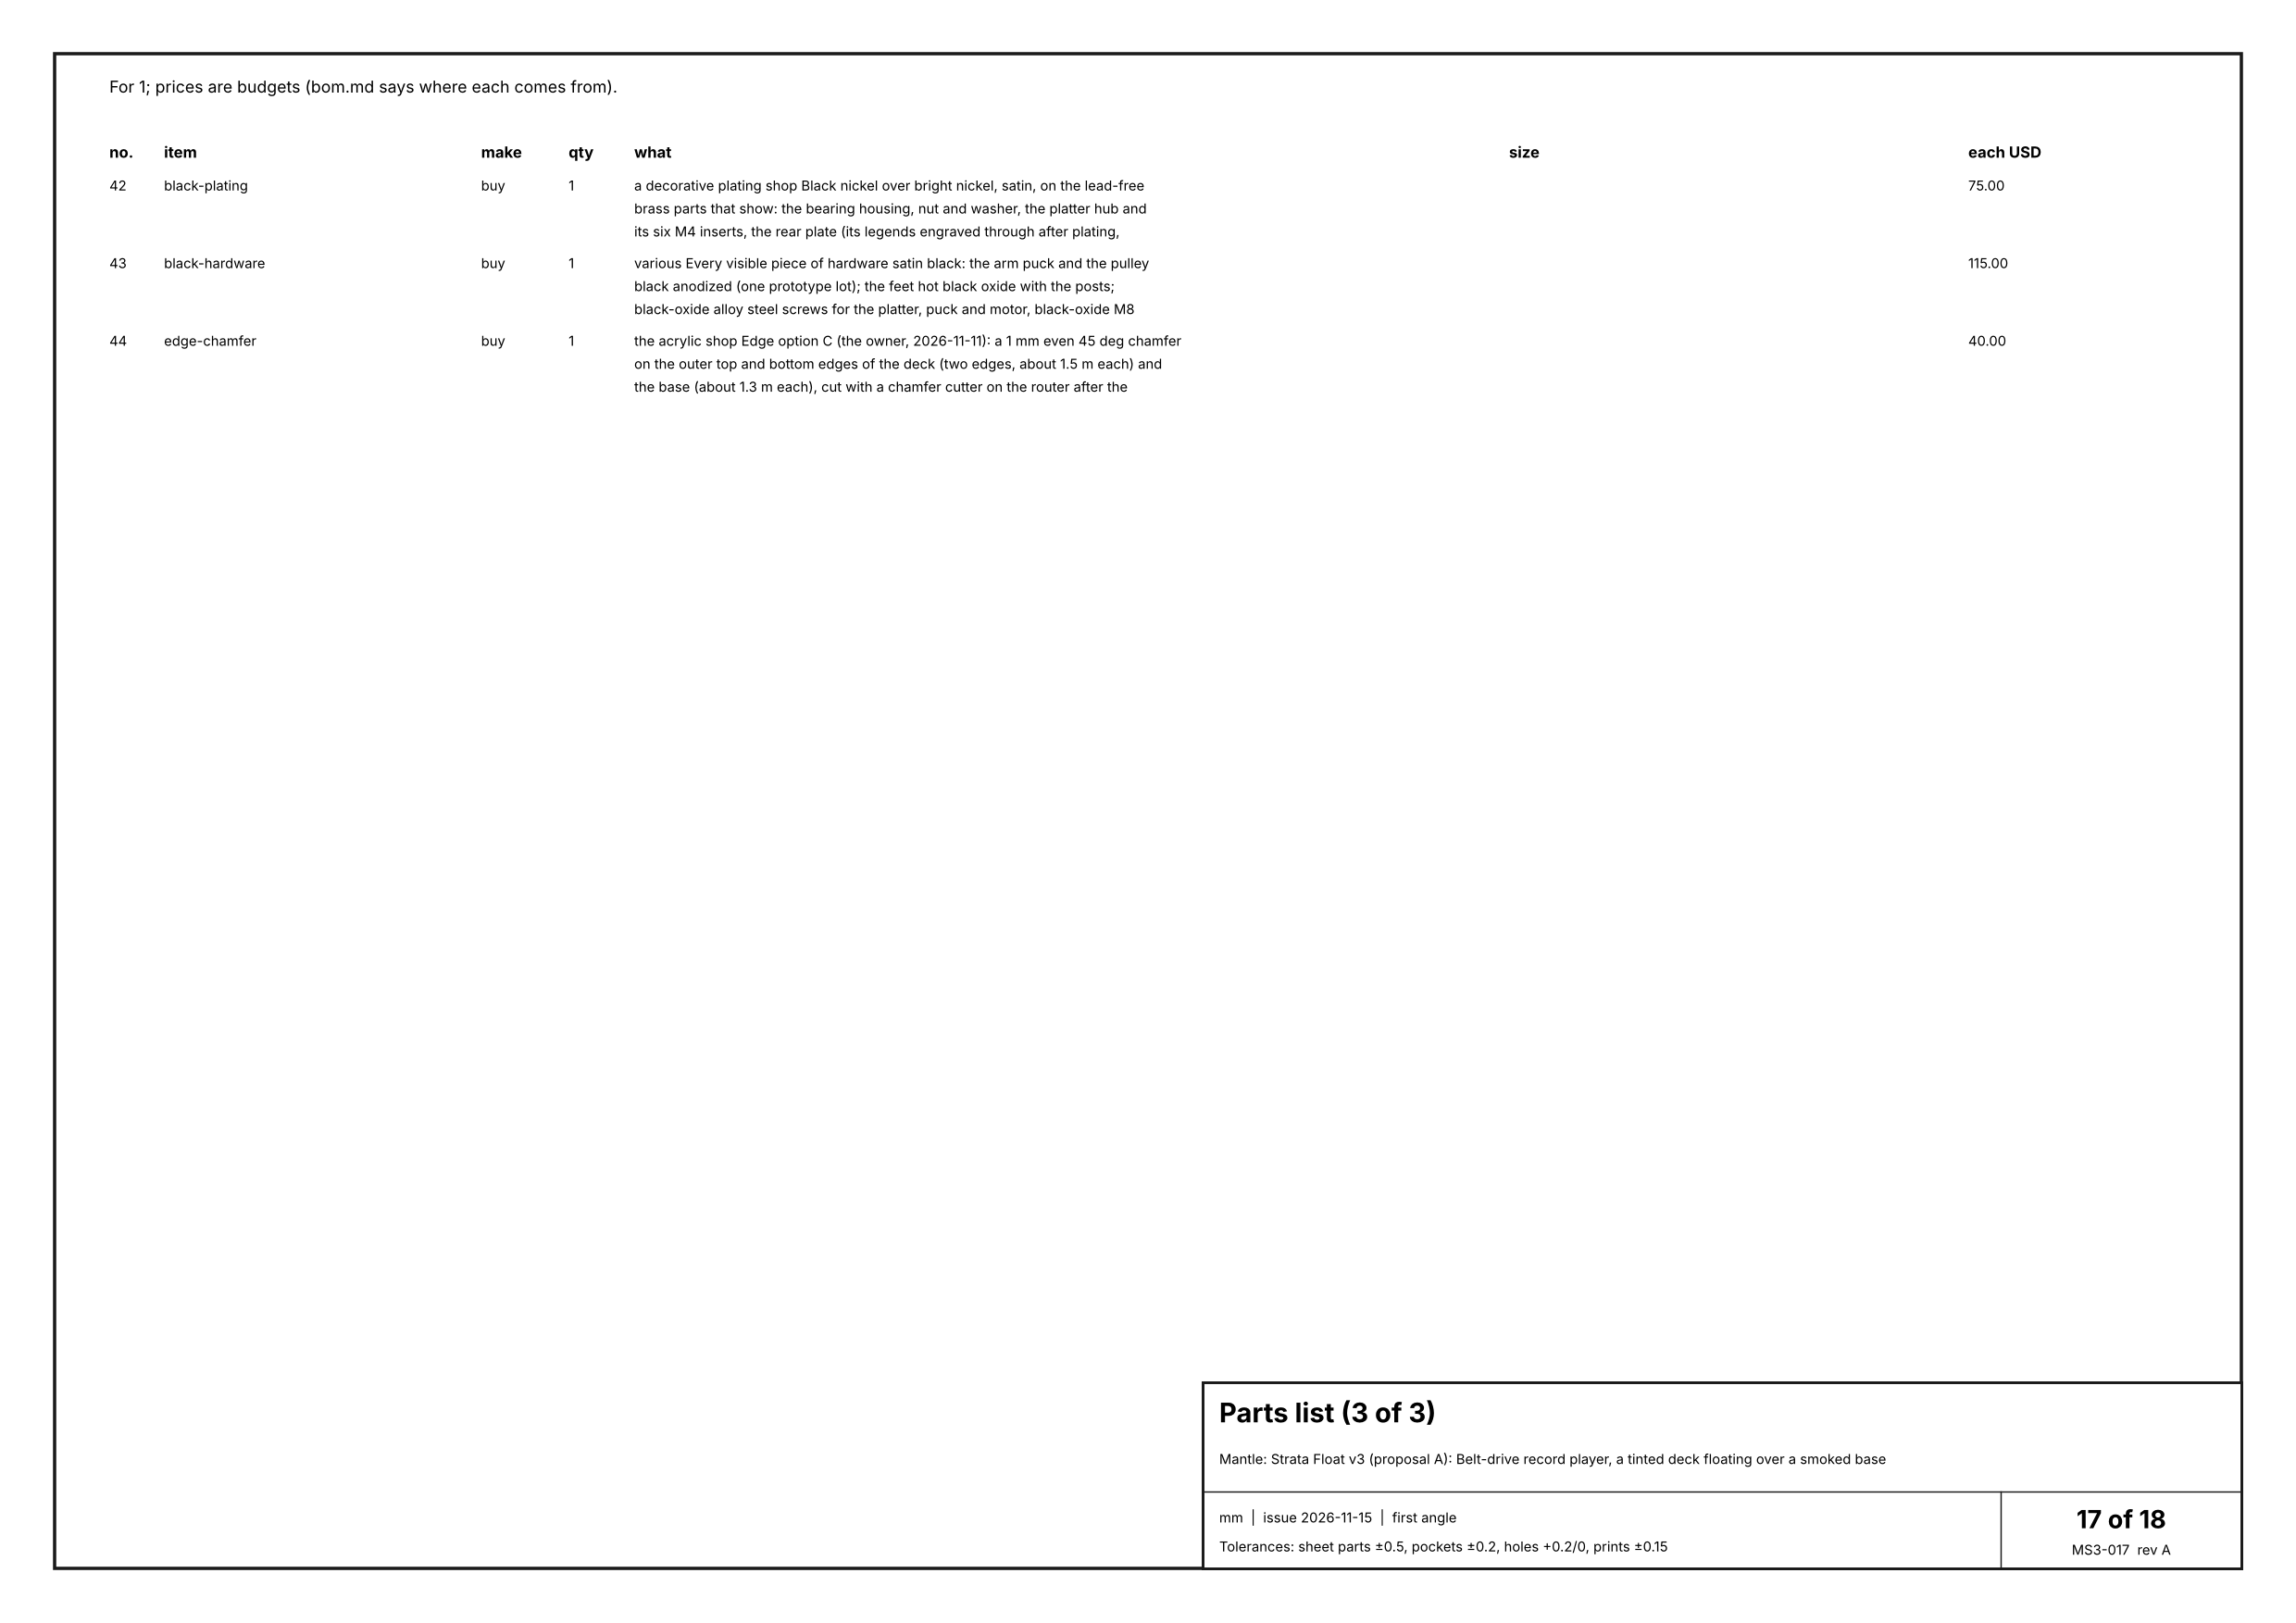 For 1; prices are budgets (bom.md says where each comes from).
no. item make qty what size each USD
42 black-plating buy 1 a decorative plating shop Black nickel over bright nickel, satin, on the lead-free 75.00
brass parts that show: the bearing housing, nut and washer, the platter hub and
its six M4 inserts, the rear plate (its legends engraved through after plating,
43 black-hardware buy 1 various Every visible piece of hardware satin black: the arm puck and the pulley 115.00
black anodized (one prototype lot); the feet hot black oxide with the posts;
black-oxide alloy steel screws for the platter, puck and motor, black-oxide M8
44 edge-chamfer buy 1 the acrylic shop Edge option C (the owner, 2026-11-11): a 1 mm even 45 deg chamfer 40.00
on the outer top and bottom edges of the deck (two edges, about 1.5 m each) and
the base (about 1.3 m each), cut with a chamfer cutter on the router after the
Parts list (3 of 3)
Mantle: Strata Float v3 (proposal A): Belt-drive record player, a tinted deck floating over a smoked base
mm | issue 2026-11-15 | first angle
Tolerances: sheet parts ±0.5, pockets ±0.2, holes +0.2/0, prints ±0.15
17 of 18
MS3-017 rev A